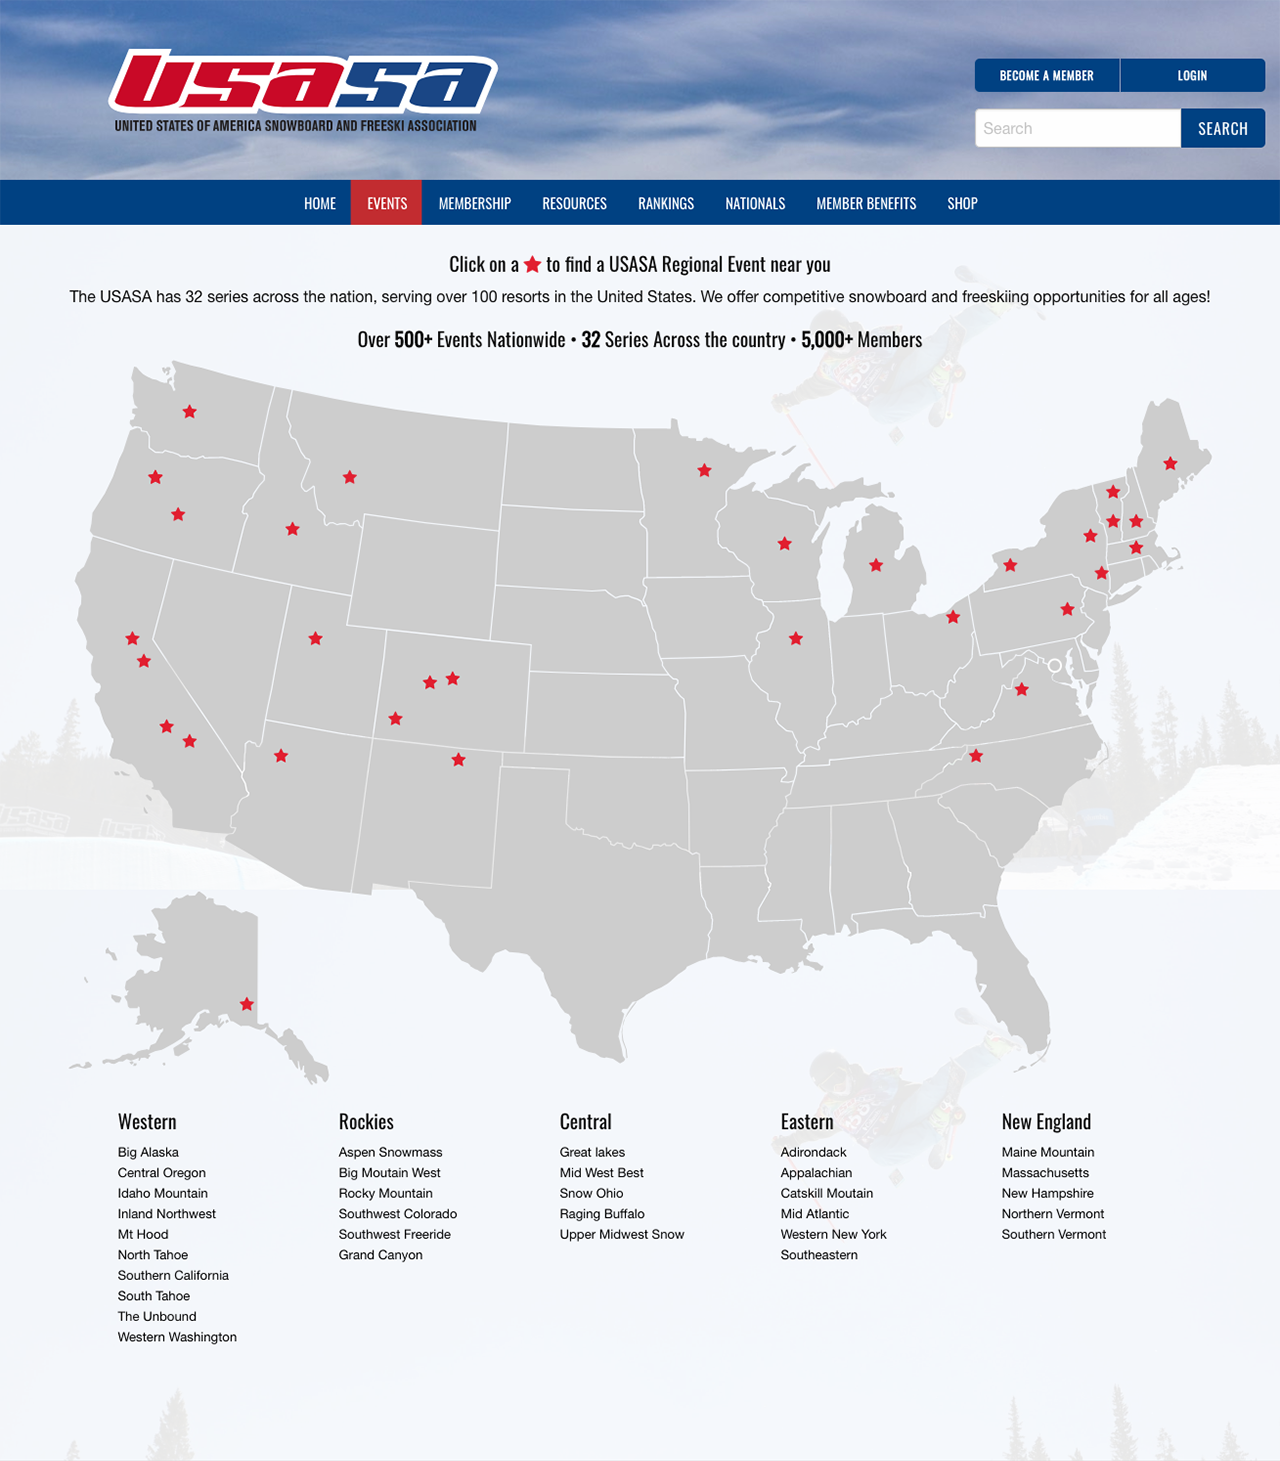 usasa
UNITED STATES OF AMERICA SNOWBOARD AND FREESKI ASSOCIATION
BECOME A MEMBER
LOGIN
Search
SEARCH
HOME
EVENTS
MEMBERSHIP
RESOURCES
RANKINGS
NATIONALS
MEMBER BENEFITS
SHOP
Click on a ★ to find a USASA Regional Event near you
The USASA has 32 series across the nation, serving over 100 resorts in the United States. We offer competitive snowboard and freeskiing opportunities for all ages!
Over 500+ Events Nationwide • 32 Series Across the country • 5,000+ Members
Western
Big Alaska
Central Oregon
Idaho Mountain
Inland Northwest
Mt Hood
North Tahoe
Southern California
South Tahoe
The Unbound
Western Washington
Rockies
Aspen Snowmass
Big Moutain West
Rocky Mountain
Southwest Colorado
Southwest Freeride
Grand Canyon
Central
Great lakes
Mid West Best
Snow Ohio
Raging Buffalo
Upper Midwest Snow
Eastern
Adirondack
Appalachian
Catskill Moutain
Mid Atlantic
Western New York
Southeastern
New England
Maine Mountain
Massachusetts
New Hampshire
Northern Vermont
Southern Vermont